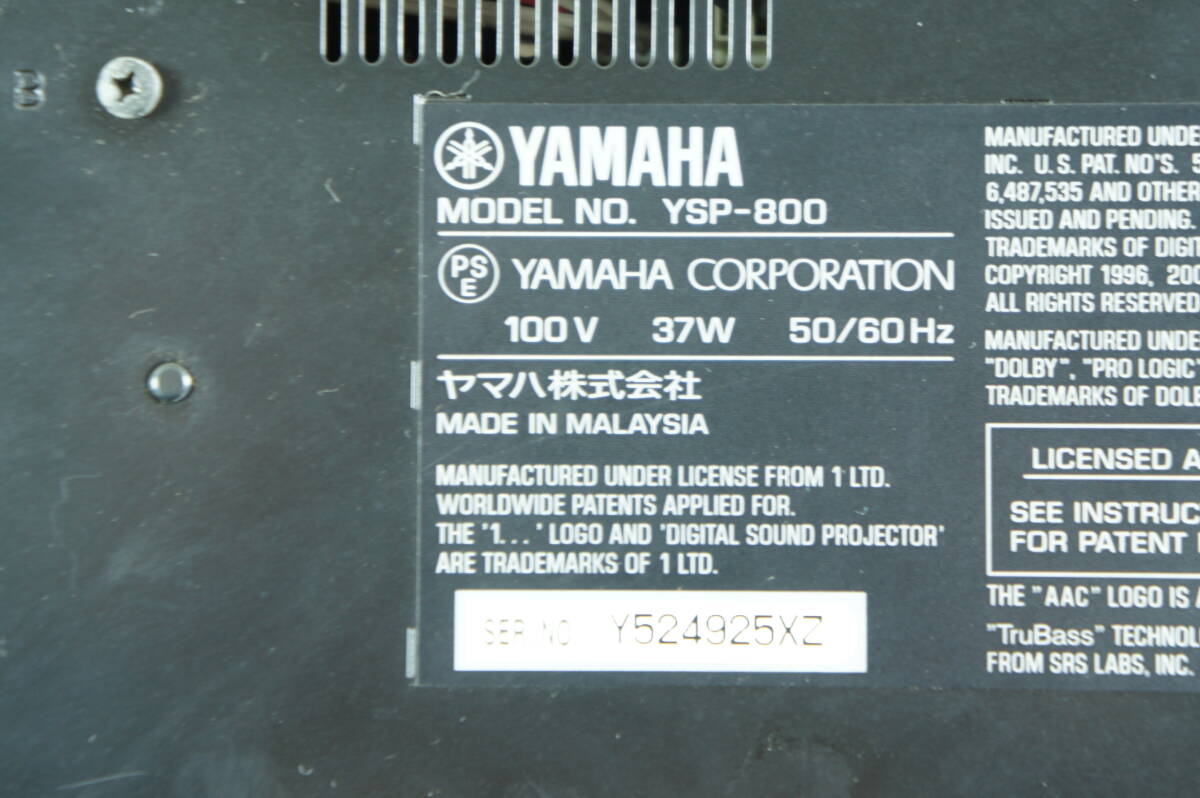 B
YAMAHA
MODEL NO. YSP-800
PSE YAMAHA CORPORATION
100V 37W 50/60Hz
ヤマハ株式会社
MADE IN MALAYSIA
MANUFACTURED UNDER LICENSE FROM 1 LTD.
WORLDWIDE PATENTS APPLIED FOR.
THE "1..." LOGO AND "DIGITAL SOUND PROJECTOR"
ARE TRADEMARKS OF 1 LTD.
SER NO Y524925XZ
MANUFACTURED UNDE
INC. U.S. PAT. NO'S. 5
6,487,535 AND OTHER
ISSUED AND PENDING.
TRADEMARKS OF DIGIT
COPYRIGHT 1996, 200
ALL RIGHTS RESERVED
MANUFACTURED UNDE
"DOLBY", "PRO LOGIC"
TRADEMARKS OF DOLB
LICENSED A
SEE INSTRUC
FOR PATENT
THE "AAC" LOGO IS A
"TruBass" TECHNOL
FROM SRS LABS, INC.